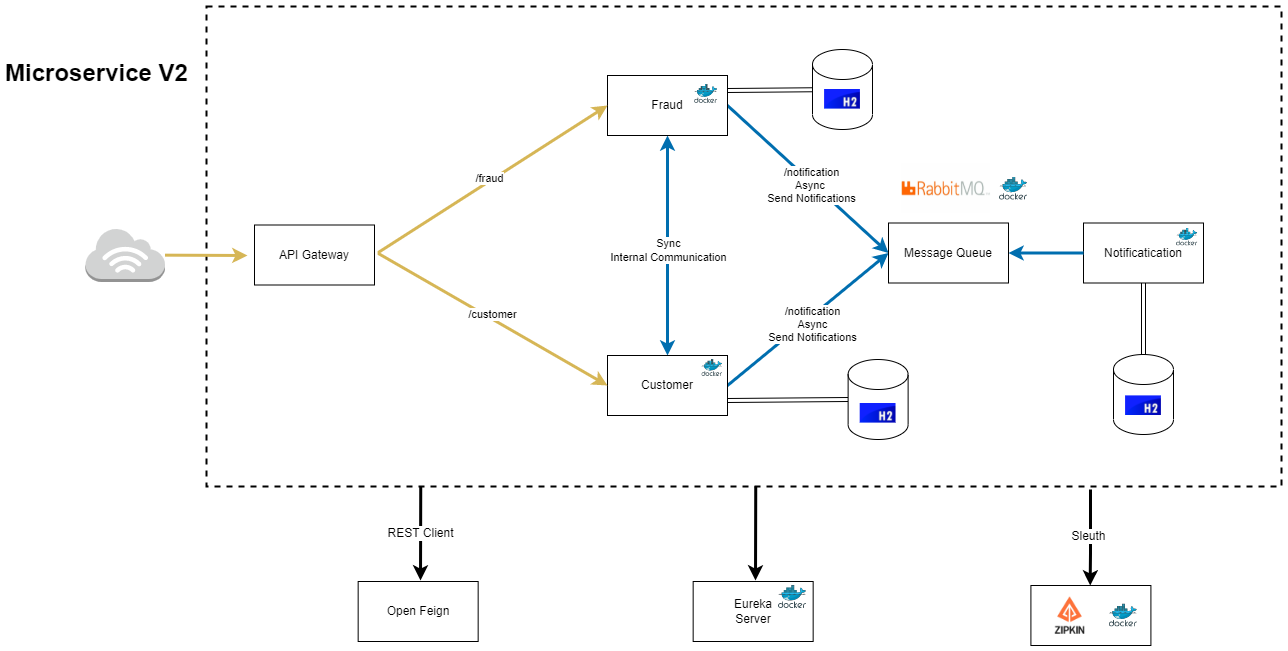 Microservice V2
Fraud
docker
H2
/fraud
/notification
Async
Send Notifications
RabbitMQ
docker
API Gateway
Sync
Internal Communication
Message Queue
Notificatication
docker
/customer
/notification
Async
Send Notifications
Customer
docker
H2
H2
REST Client
Sleuth
Open Feign
Eureka
Server
docker
ZIPKIN
docker